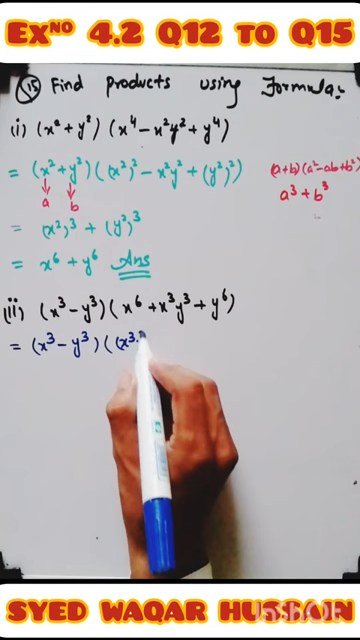 Exᴺᴼ 4.2 Q12 TO Q15
Q15 Find products using Formula:
(i) (x² + y²) (x⁴ − x²y² + y⁴)
= (x² + y²) ((x²)² − x²y² + (y²)²)
(a+b) (a² − ab + b²)
a b
a³ + b³
= (x²)³ + (y²)³
= x⁶ + y⁶ Ans
(ii) (x³ − y³) (x⁶ + x³y³ + y⁶)
= (x³ − y³) ((x³
SYED WAQAR HUSSAIN